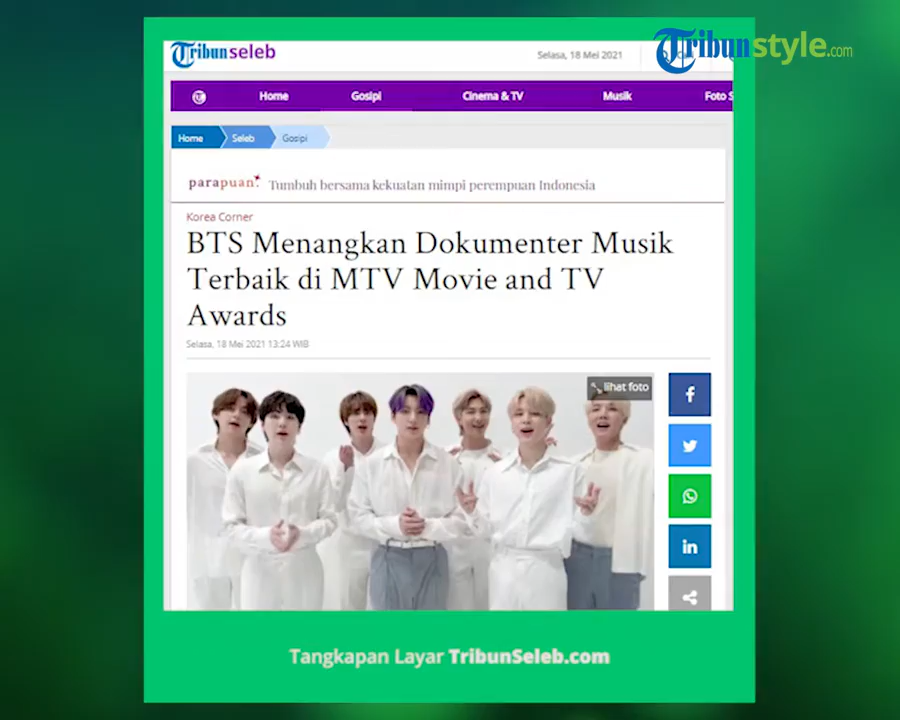 Tribunseleb
Selasa, 18 Mei 2021
Tribunstyle.com
Home Gosipi Cinema & TV Musik Foto S
Home Seleb Gosipi
parapuan. Tumbuh bersama kekuatan mimpi perempuan Indonesia
Korea Corner
BTS Menangkan Dokumenter Musik
Terbaik di MTV Movie and TV
Awards
Selasa, 18 Mei 2021 13:24 WIB
lihat foto
Tangkapan Layar TribunSeleb.com